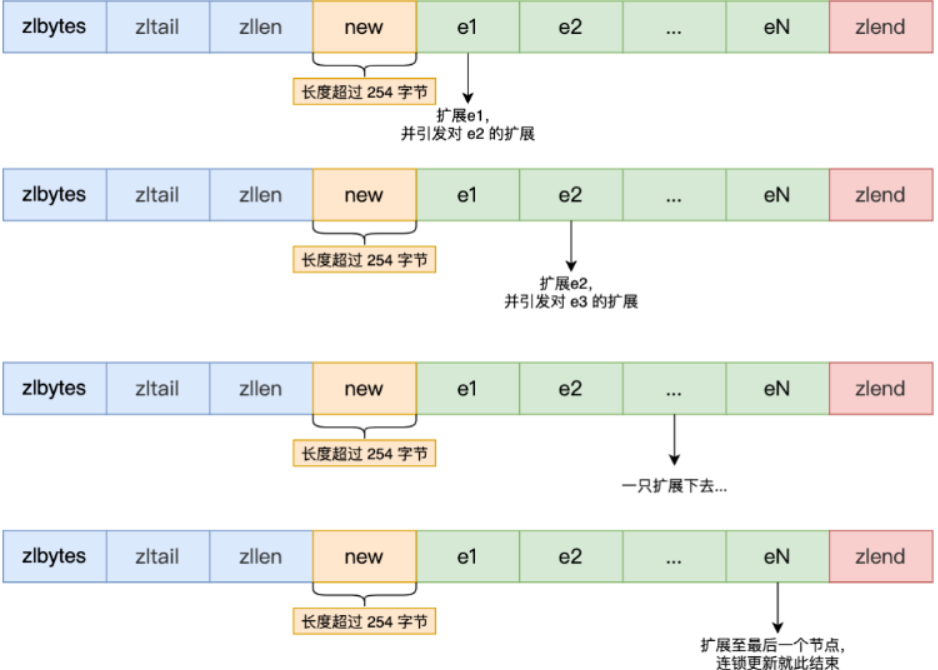 zlbytes zltail zllen new e1 e2 ... eN zlend
长度超过 254 字节
扩展e1，
并引发对 e2 的扩展
zlbytes zltail zllen new e1 e2 ... eN zlend
长度超过 254 字节
扩展e2，
并引发对 e3 的扩展
zlbytes zltail zllen new e1 e2 ... eN zlend
长度超过 254 字节
一只扩展下去...
zlbytes zltail zllen new e1 e2 ... eN zlend
长度超过 254 字节
扩展至最后一个节点，
连锁更新就此结束